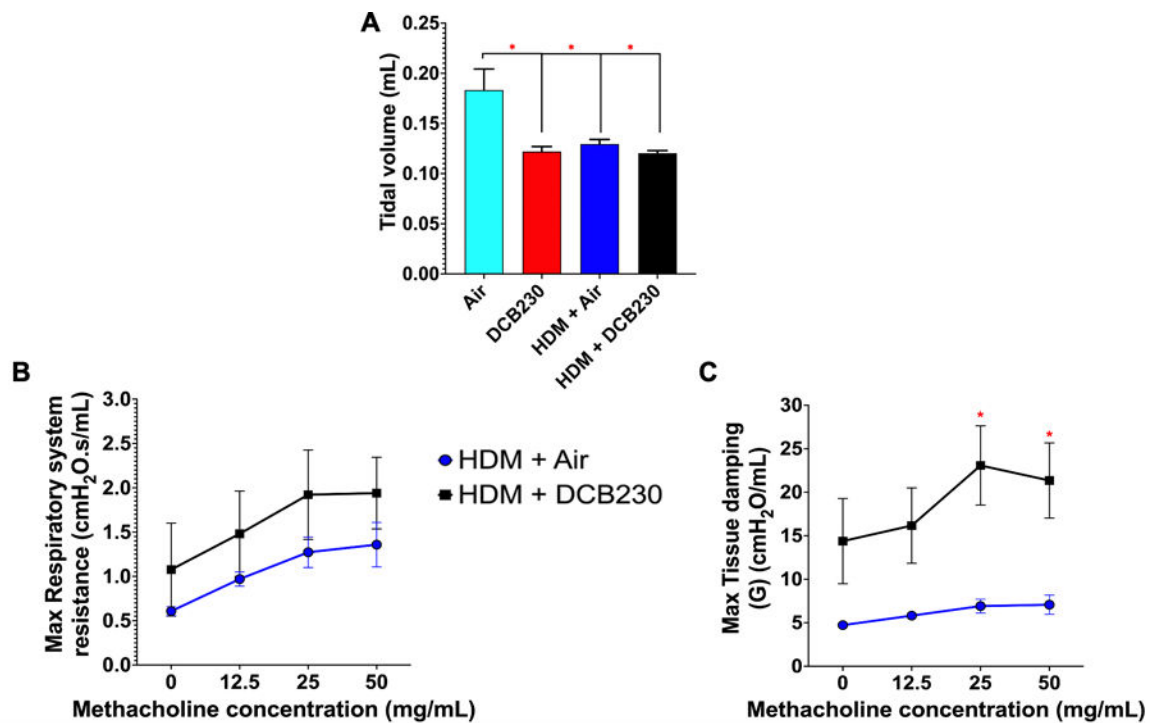 A
Tidal volume (mL)
0.25
0.20
0.15
0.10
0.05
0.00
* * *
Air
DCB230
HDM + Air
HDM + DCB230
B
Max Respiratory system
resistance (cmH₂O.s/mL)
3.0
2.5
2.0
1.5
1.0
0.5
0.0
0 12.5 25 50
Methacholine concentration (mg/mL)
HDM + Air
HDM + DCB230
C
Max Tissue damping
(G) (cmH₂O/mL)
30
25
20
15
10
5
0
* *
0 12.5 25 50
Methacholine concentration (mg/mL)